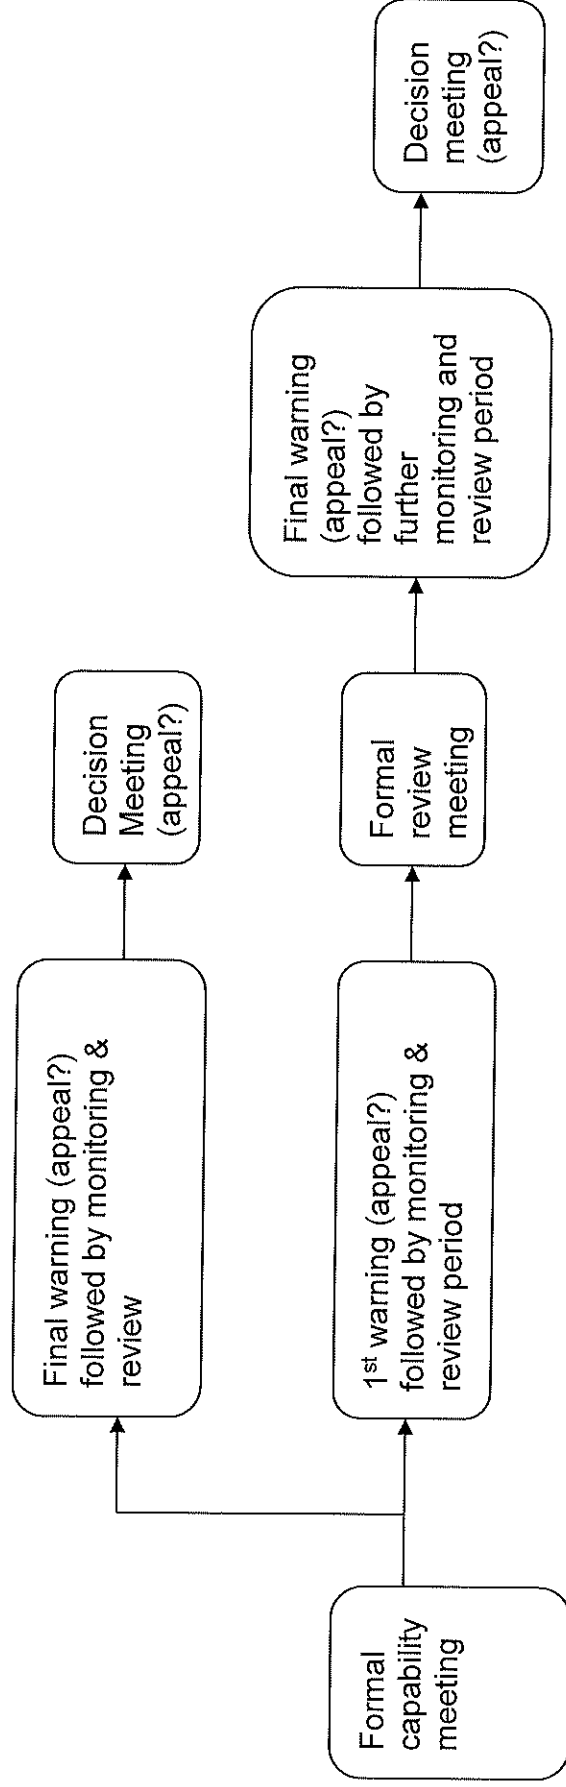 Formal
capability
meeting
Final warning (appeal?)
followed by monitoring &
review
Decision
Meeting
(appeal?)
1st warning (appeal?)
followed by monitoring &
review period
Formal
review
meeting
Final warning
(appeal?)
followed by
further
monitoring and
review period
Decision
meeting
(appeal?)